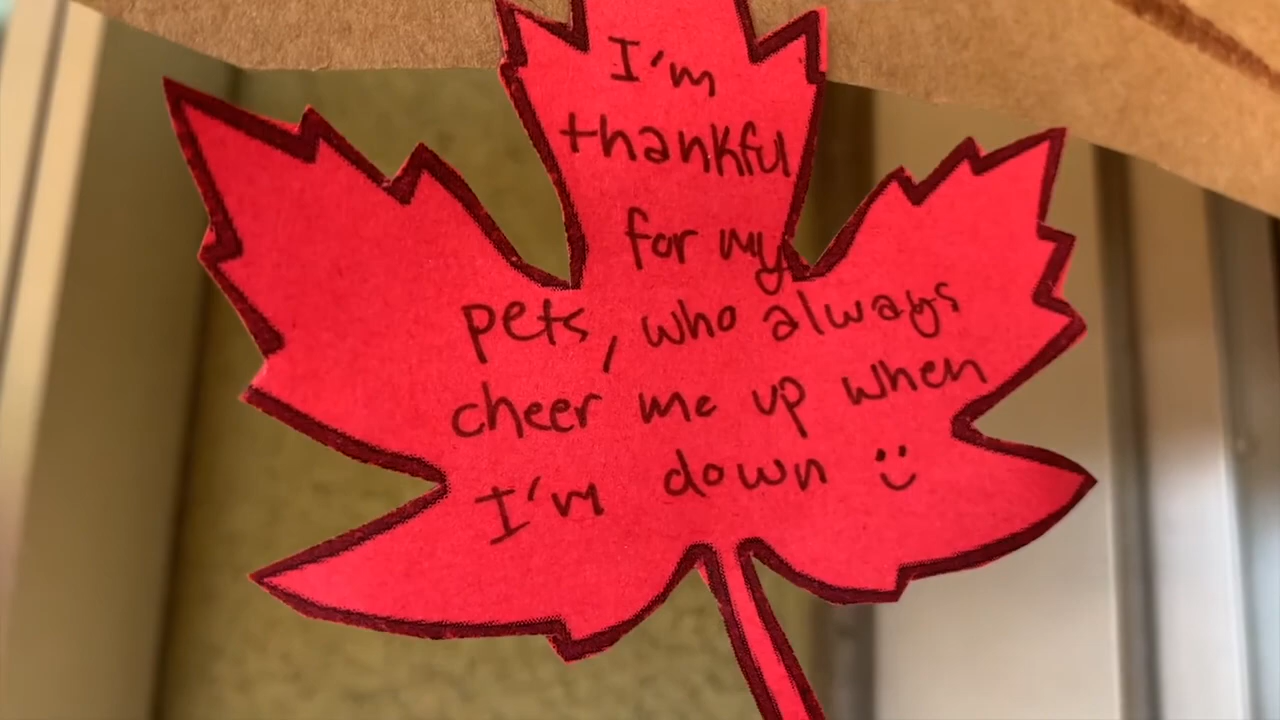 I'm
thankful
for my
pets, who always
cheer me up when
I'm down :)